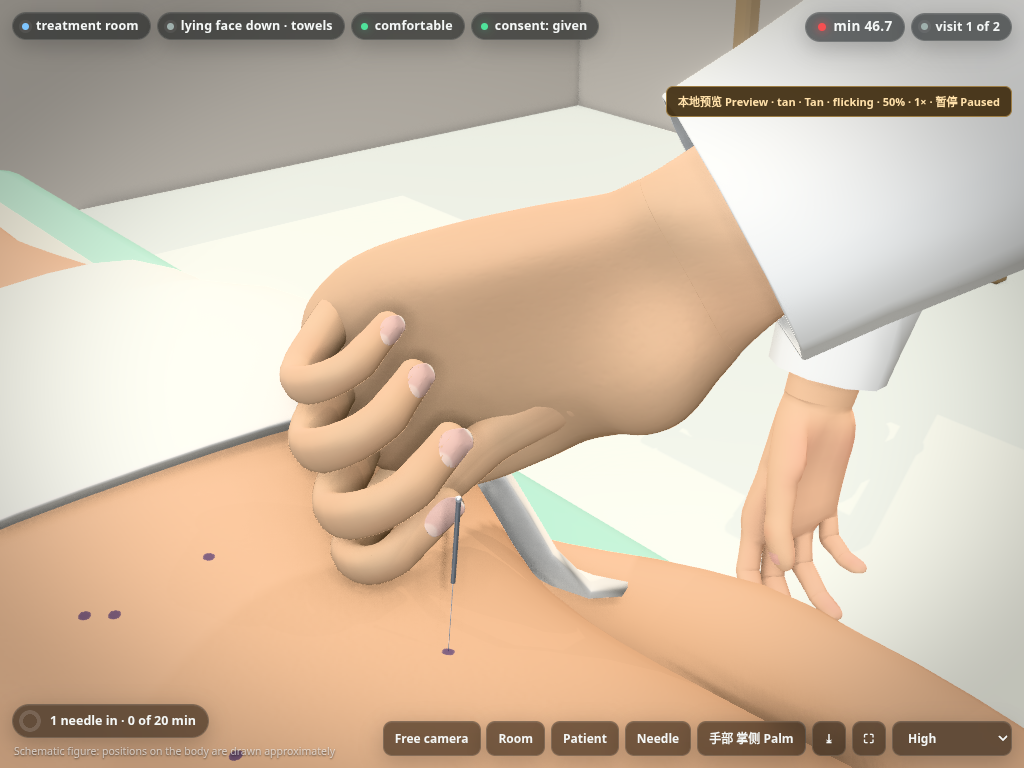 treatment room
lying face down · towels
comfortable
consent: given
min 46.7
visit 1 of 2
本地预览 Preview · tan · Tan · flicking · 50% · 1× · 暂停 Paused
1 needle in · 0 of 20 min
Schematic figure: positions on the body are drawn approximately
Free camera
Room
Patient
Needle
手部 掌侧 Palm
High